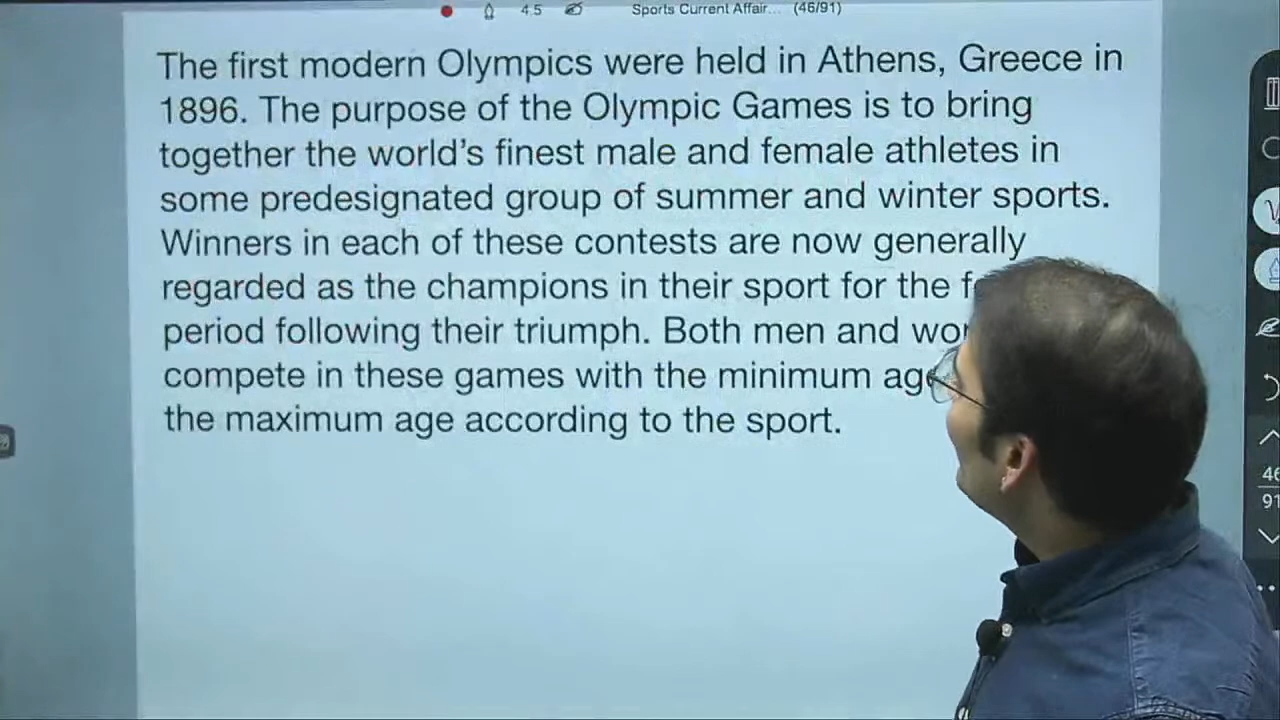 4.5 Sports Current Affair... (46/91)
The first modern Olympics were held in Athens, Greece in
1896. The purpose of the Olympic Games is to bring
together the world's finest male and female athletes in
some predesignated group of summer and winter sports.
Winners in each of these contests are now generally
regarded as the champions in their sport for the
period following their triumph. Both men and
compete in these games with the minimum
the maximum age according to the sport.
46
91